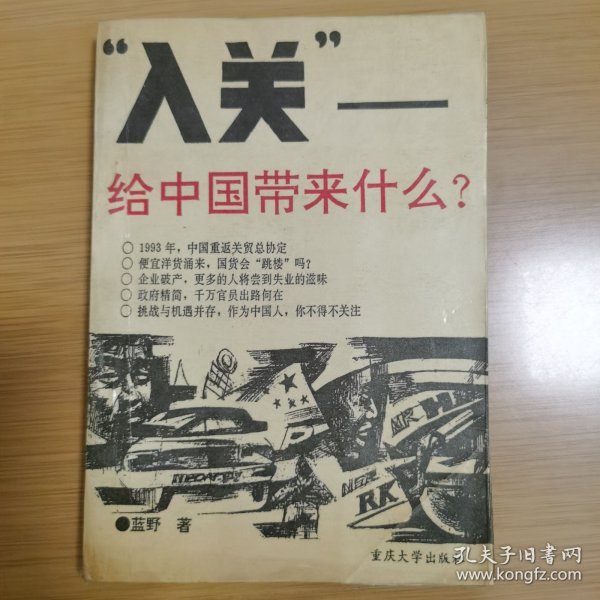 “入关”—
给中国带来什么？
○ 1993 年，中国重返关贸总协定
○ 便宜洋货涌来，国货会“跳楼”吗？
○ 企业破产，更多的人将尝到失业的滋味
○ 政府精简，千万官员出路何在
○ 挑战与机遇并存，作为中国人，你不得不关注
RK
●蓝野 著
重庆大学出版
孔夫子旧书网
www.kongfz.com